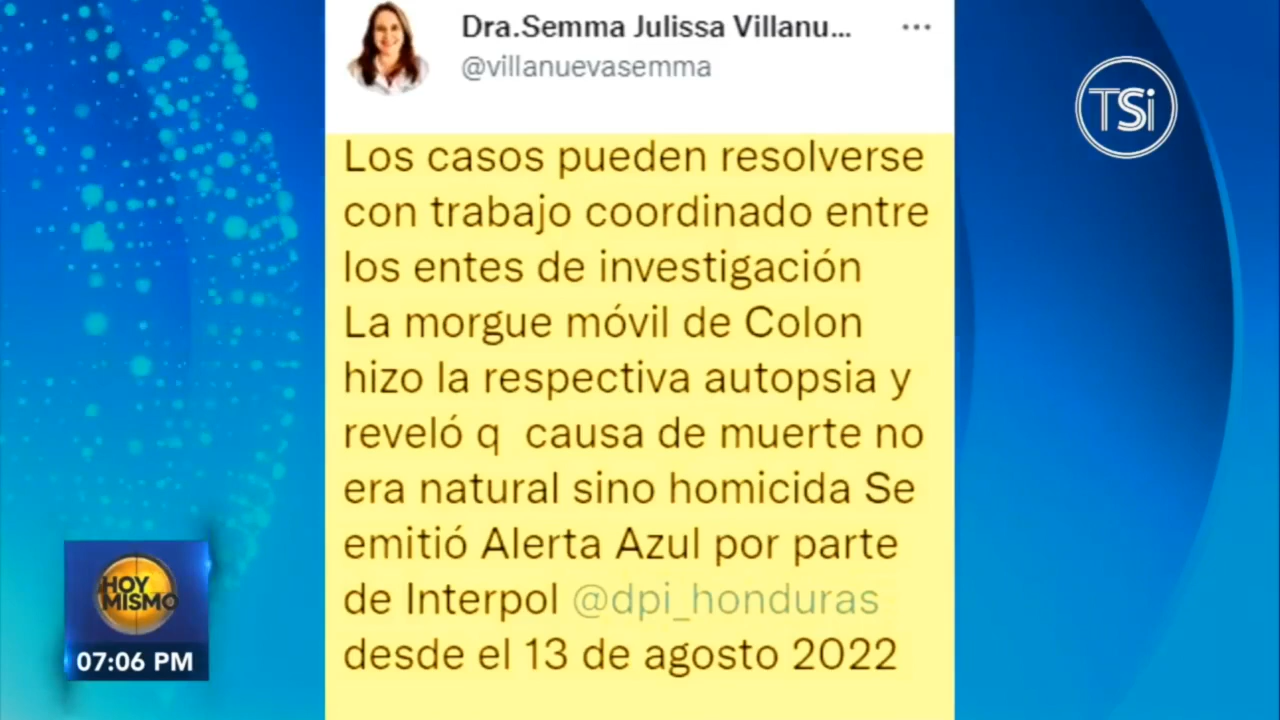 Dra.Semma Julissa Villanu...
@villanuevasemma
TSi
Los casos pueden resolverse
con trabajo coordinado entre
los entes de investigación
La morgue móvil de Colon
hizo la respectiva autopsia y
reveló q causa de muerte no
era natural sino homicida Se
emitió Alerta Azul por parte
de Interpol @dpi_honduras
desde el 13 de agosto 2022
HOY
MISMO
07:06 PM